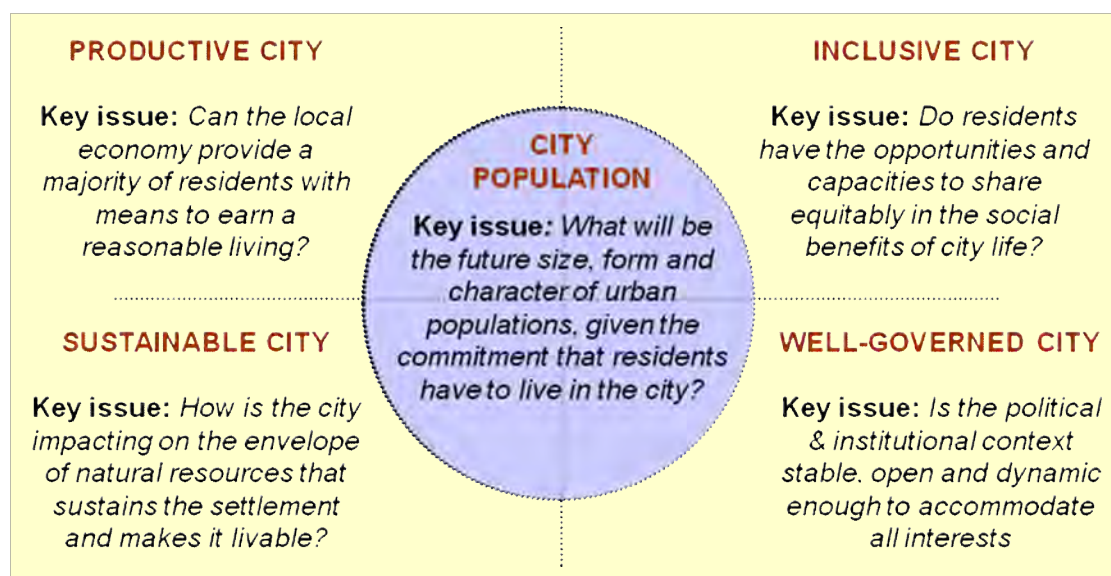 PRODUCTIVE CITY
Key issue: Can the local
economy provide a
majority of residents with
means to earn a
reasonable living?
INCLUSIVE CITY
Key issue: Do residents
have the opportunities and
capacities to share
equitably in the social
benefits of city life?
CITY
POPULATION
Key issue: What will be
the future size, form and
character of urban
populations, given the
commitment that residents
have to live in the city?
SUSTAINABLE CITY
Key issue: How is the city
impacting on the envelope
of natural resources that
sustains the settlement
and makes it livable?
WELL-GOVERNED CITY
Key issue: Is the political
& institutional context
stable, open and dynamic
enough to accommodate
all interests